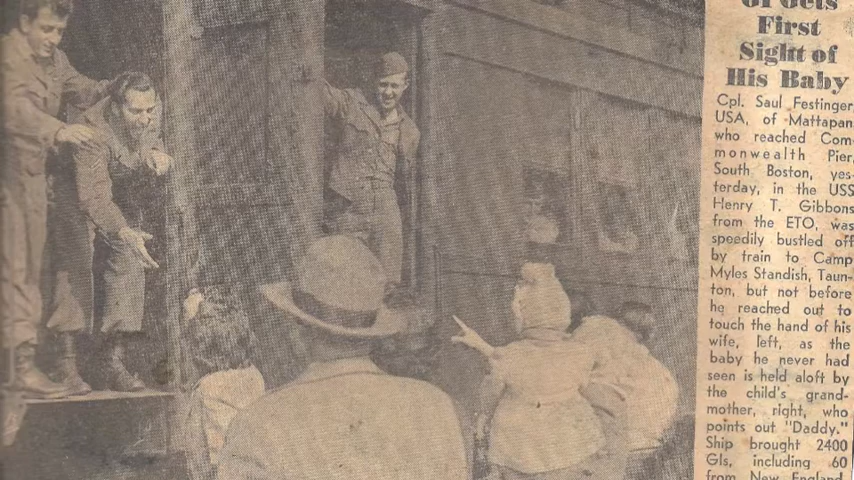 GI Gets
First
Sight of
His Baby
Cpl. Saul Festinger,
USA, of Mattapan,
who reached Com-
monwealth Pier,
South Boston, yes-
terday, in the USS
Henry T. Gibbons
from the ETO, was
speedily bustled off
by train to Camp
Myles Standish, Taun-
ton, but not before
he reached out to
touch the hand of his
wife, left, as the
baby he never had
seen is held aloft by
the child's grand-
mother, right, who
points out "Daddy."
Ship brought 2400
GIs, including 60
from New England.